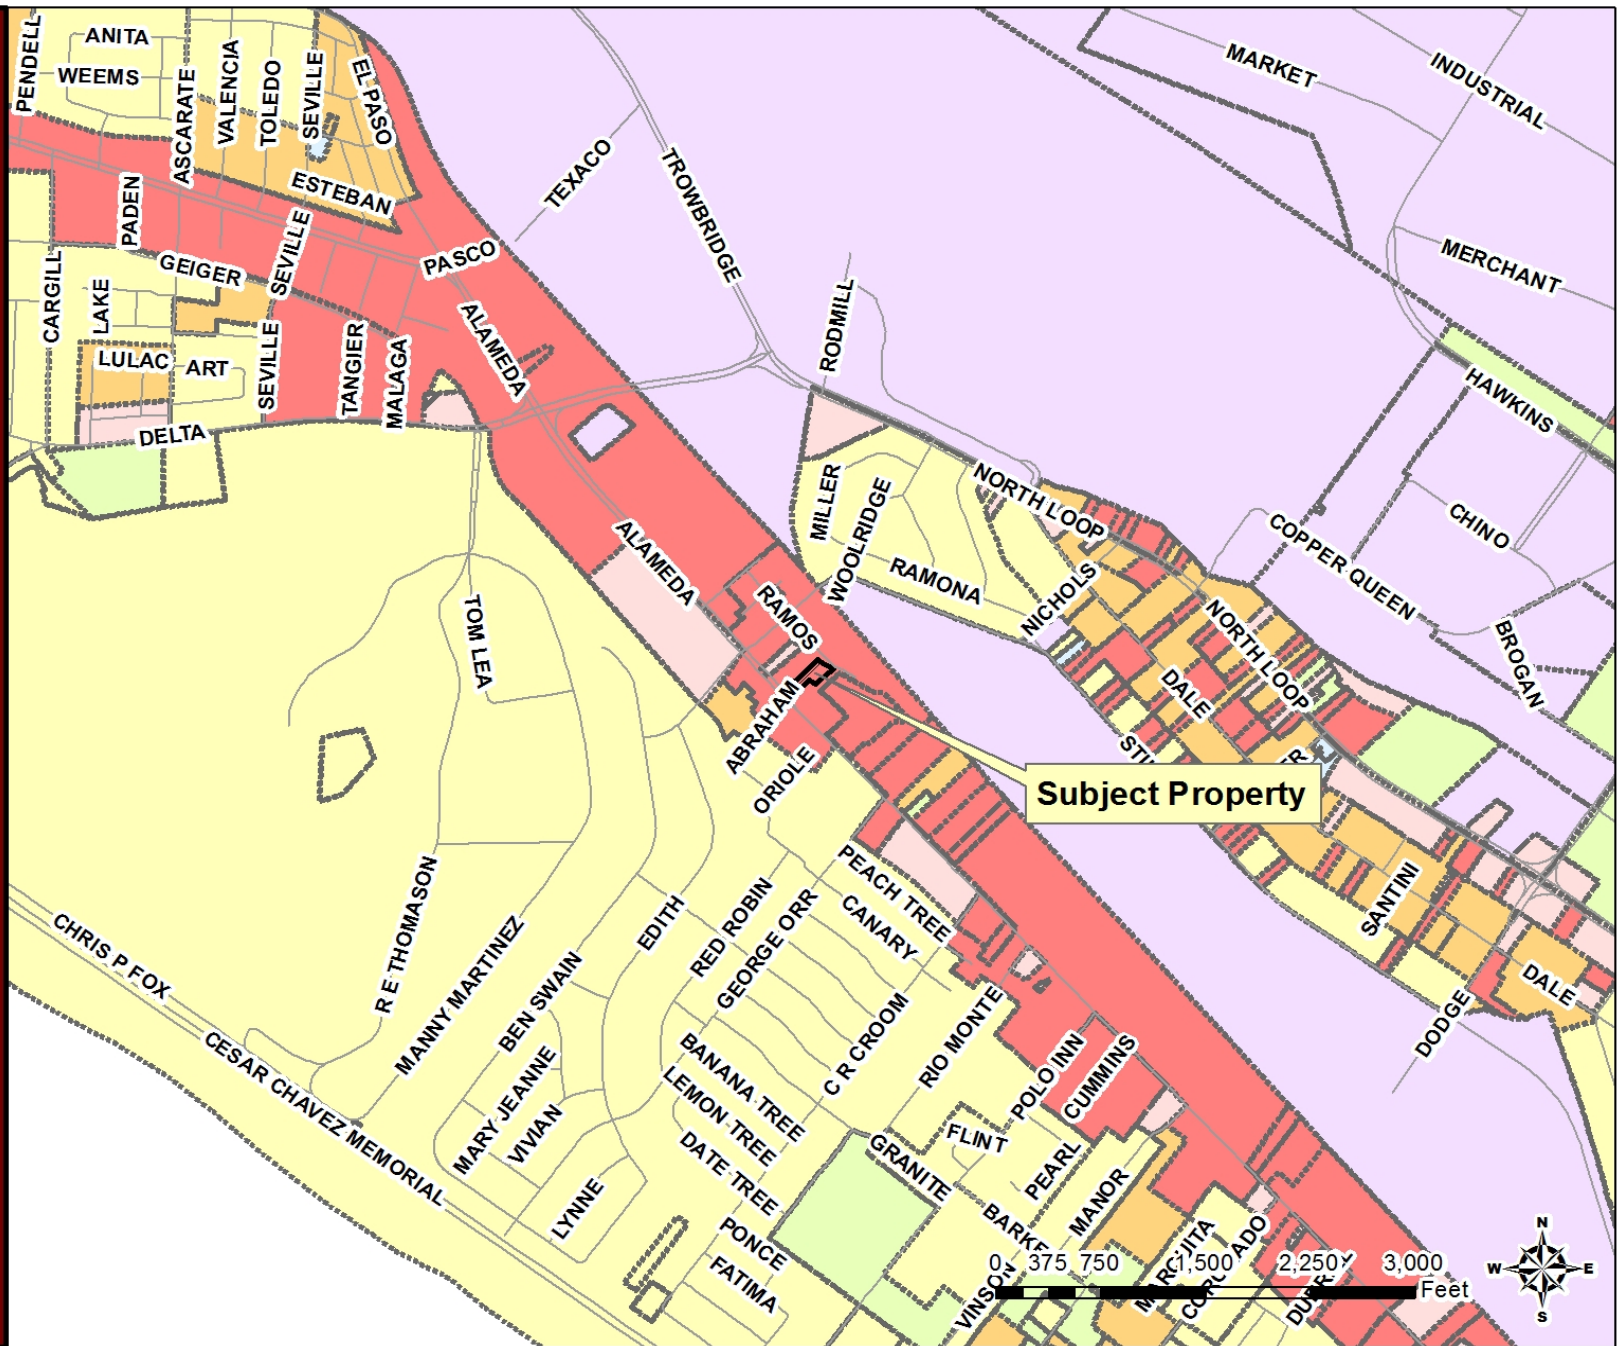 PENDELL
ANITA
WEEMS
ASCARATE
VALENCIA
TOLEDO
SEVILLE
EL PASO
MARKET
INDUSTRIAL
TEXACO
TROWBRIDGE
ESTEBAN
PADEN
SEVILLE
PASCO
GEIGER
MERCHANT
CARGILL
LAKE
ALAMEDA
RODMILL
LULAC
ART
SEVILLE
TANGIER
MALAGA
HAWKINS
DELTA
MILLER
WOOLRIDGE
NORTH LOOP
CHINO
COPPER QUEEN
ALAMEDA
RAMONA
RAMOS
NICHOLS
NORTH LOOP
TOM LEA
DALE
BROGAN
ABRAHAM
ORIOLE
Subject Property
PEACH TREE
SANTINI
CHRIS P FOX
R E THOMASON
MANNY MARTINEZ
BEN SWAIN
EDITH
RED ROBIN
GEORGE ORR
CANARY
DALE
DODGE
CESAR CHAVEZ MEMORIAL
MARY JEANNE
VIVIAN
BANANA TREE
LEMON TREE
DATE TREE
C R CROOM
RIO MONTE
POLO INN
CUMMINS
FLINT
PEARL
GRANITE
MANOR
LYNNE
PONCE
FATIMA
VINSON
N
W E
S
0 375 750 1,500 2,250 3,000
Feet